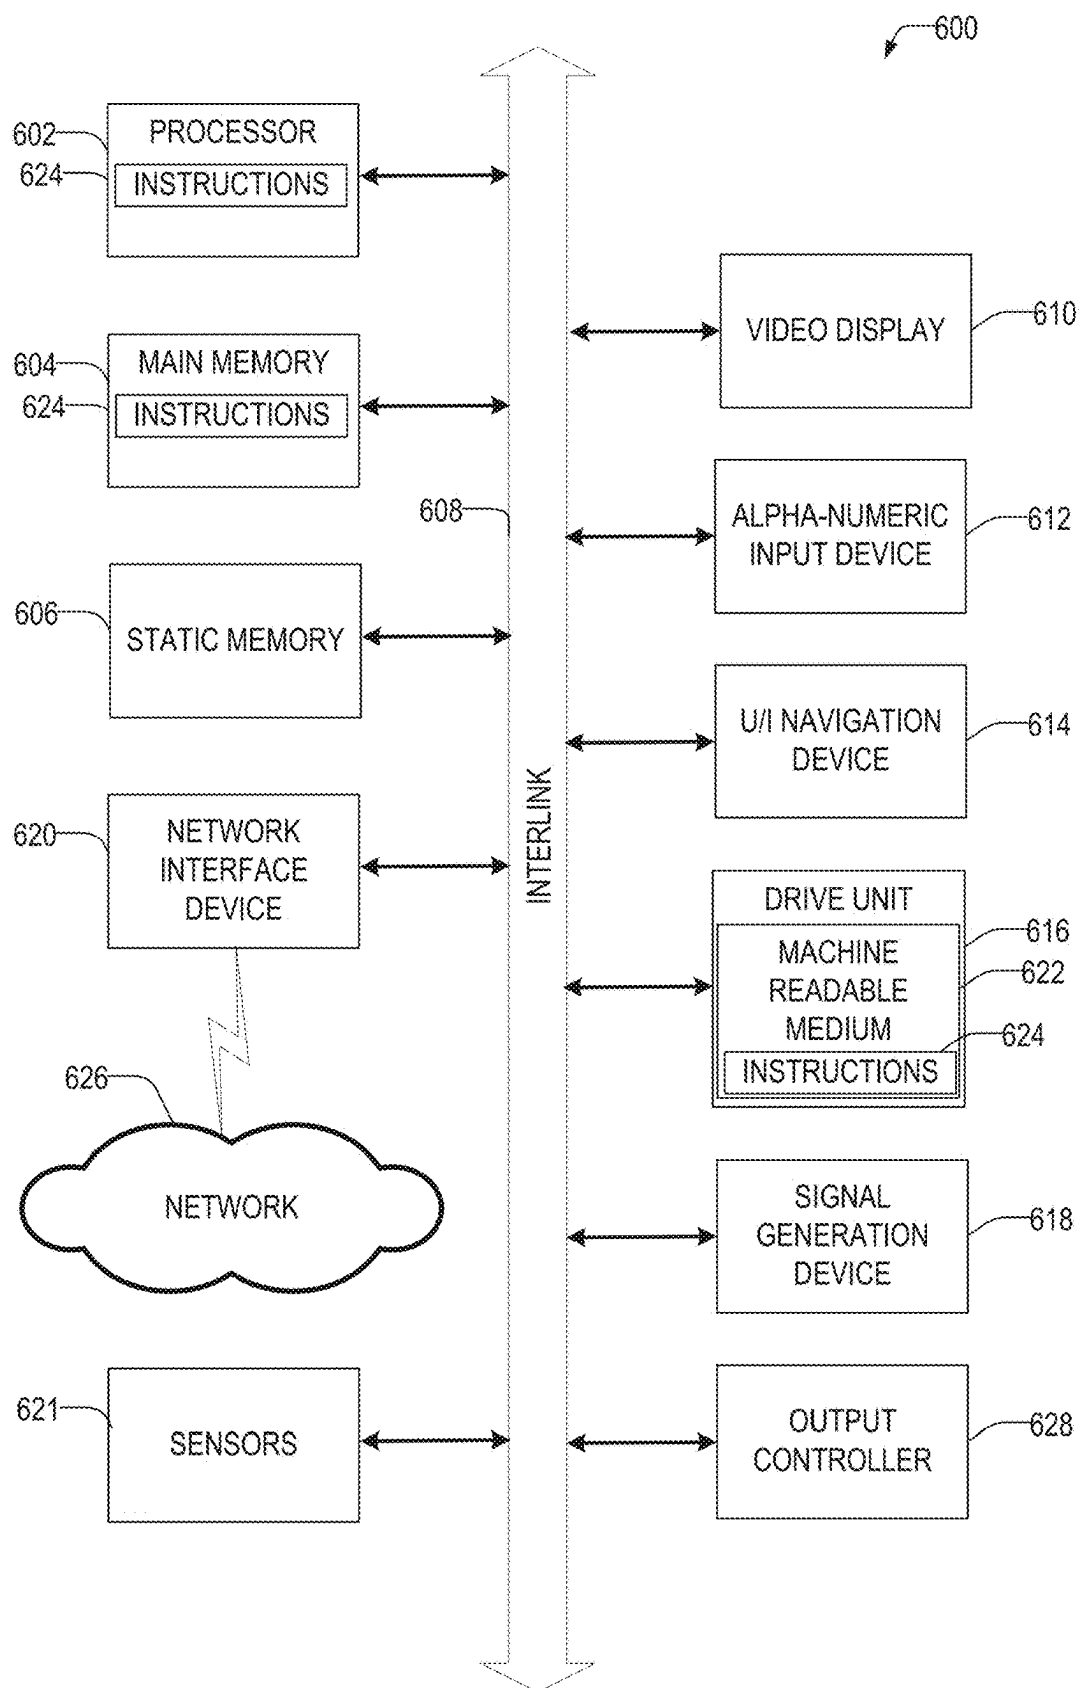 600
602
PROCESSOR
624
INSTRUCTIONS
604
MAIN MEMORY
624
INSTRUCTIONS
606
STATIC MEMORY
620
NETWORK
INTERFACE
DEVICE
626
NETWORK
621
SENSORS
608
INTERLINK
VIDEO DISPLAY
610
ALPHA-NUMERIC
INPUT DEVICE
612
U/I NAVIGATION
DEVICE
614
DRIVE UNIT
616
MACHINE
READABLE
MEDIUM
622
624
INSTRUCTIONS
SIGNAL
GENERATION
DEVICE
618
OUTPUT
CONTROLLER
628